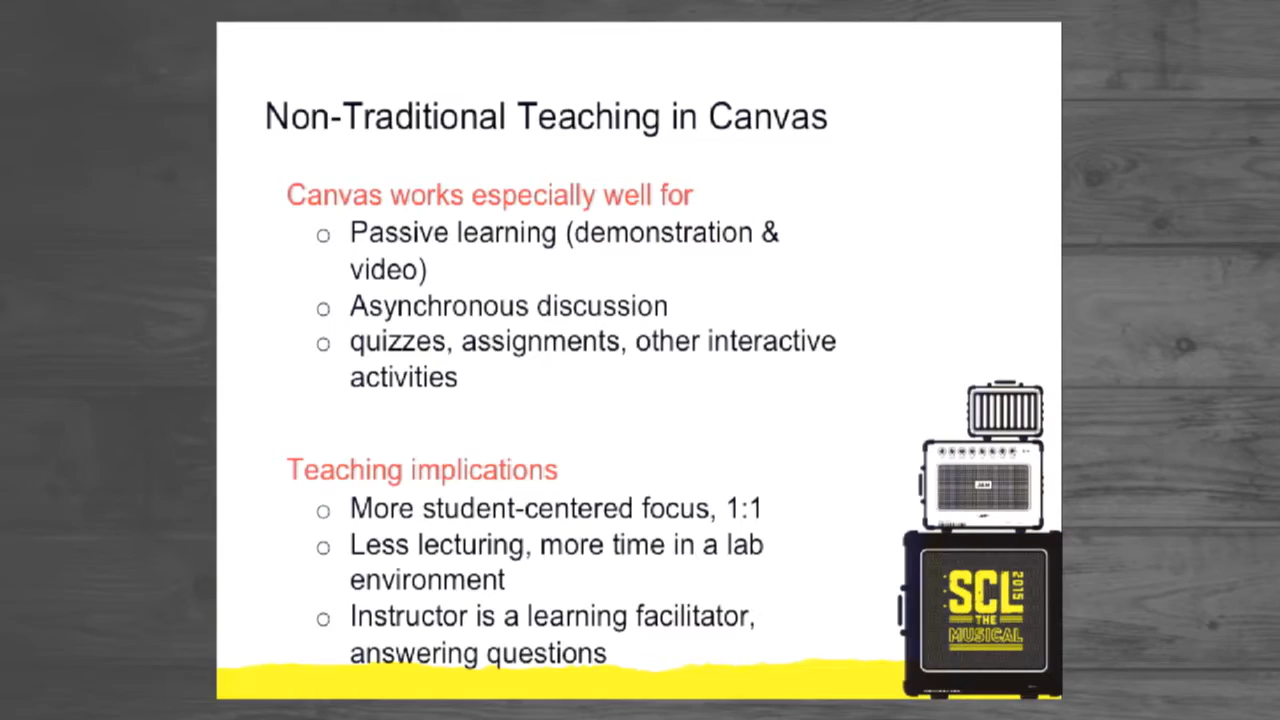 Non-Traditional Teaching in Canvas
Canvas works especially well for
Passive learning (demonstration &
video)
Asynchronous discussion
quizzes, assignments, other interactive
activities
Teaching implications
More student-centered focus, 1:1
Less lecturing, more time in a lab
environment
Instructor is a learning facilitator,
answering questions
JAM
SCL 2015
THE
MUSICAL